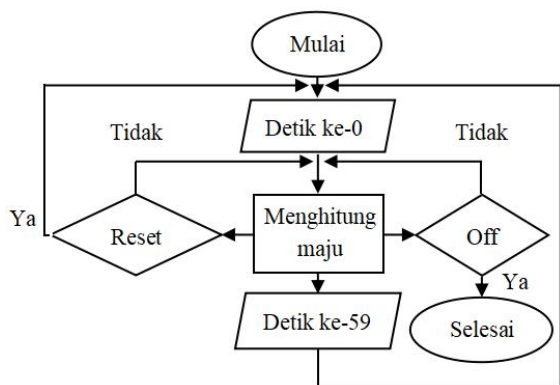 Mulai
Detik ke-0
Tidak
Tidak
Ya
Reset
Menghitung
maju
Off
Ya
Detik ke-59
Selesai